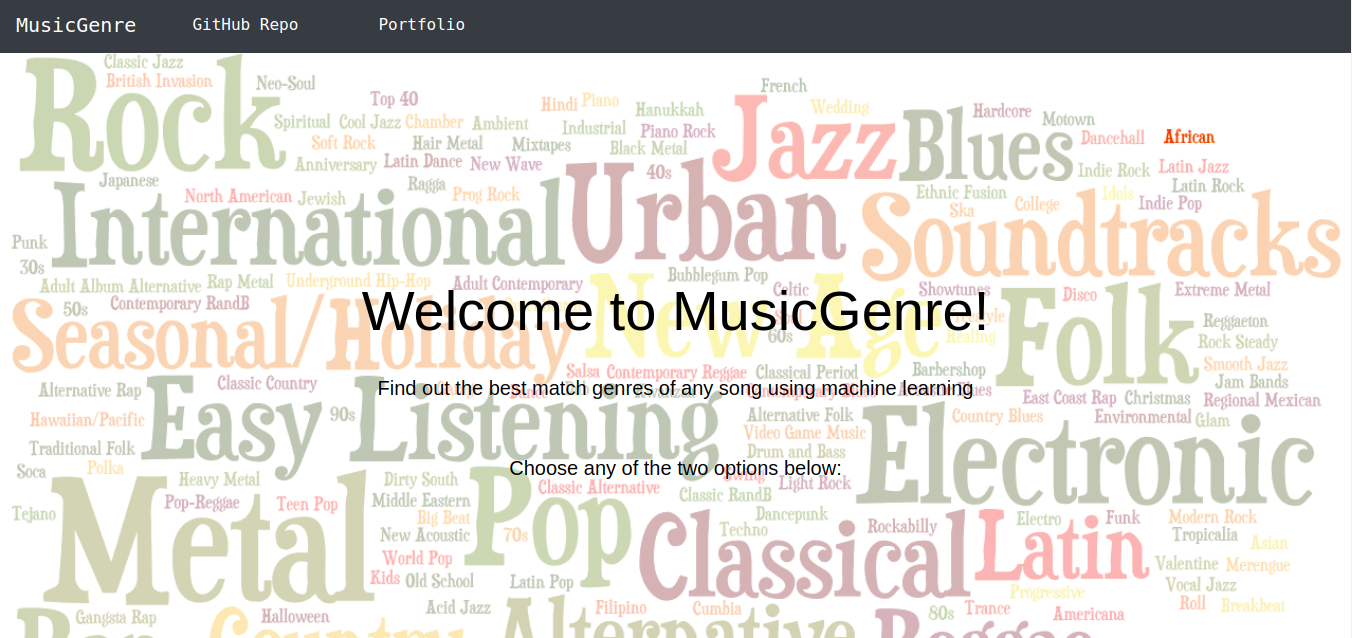 MusicGenre GitHub Repo Portfolio
Classic Jazz
British Invasion
Neo-Soul
Rock
Top 40
Hindi Piano
Hanukkah
French
Wedding
Hardcore
Motown
Spiritual Cool Jazz Chamber Ambient
Industrial Piano Rock
Jazz
Blues
Dancehall African
Soft Rock Hair Metal Mixtapes
Black Metal
Anniversary Latin Dance New Wave
40s
Indie Rock Latin Jazz
Japanese
Ragga
Latin Rock
North American Jewish Prog Rock
Urban
Ethnic Fusion
Ska
College
Idols
Indie Pop
International
Soundtracks
Punk
30s
Adult Album Alternative Rap Metal Underground Hip-Hop Adult Contemporary
Bubblegum Pop
Celtic
Showtunes
Disco
Extreme Metal
50s Contemporary RandB
New Age
Welcome to MusicGenre!
Seasonal/Holiday
60s
Healing
Folk
Reggaeton
Rock Steady
Salsa Contemporary Reggae Classical Period Barbershop
Smooth Jazz
Jam Bands
Alternative Rap
Classic Country
Find out the best match genres of any song using machine learning
East Coast Rap Christmas Regional Mexican
Hawaiian/Pacific
Easy Listening
90s
Alternative Folk
Country Blues
Environmental Glam
Video Game Music
Traditional Folk
Drum and Bass
Electronic
Soca
Polka
Choose any of the two options below:
Heavy Metal
Dirty South
Light Rock
Metal
Pop
Classic Alternative
Classic RandB
Pop-Reggae
Teen Pop
Middle Eastern
Tejano
Big Beat
Dancepunk
Classical
Latin
Rockabilly
Electro
Funk
Modern Rock
New Acoustic
70s
Techno
Tropicalia
Asian
World Pop
Valentine Merengue
Kids Old School
Latin Pop
Vocal Jazz
Progressive
Gangsta Rap
Halloween
Acid Jazz
Filipino
Cumbia
80s Trance
Americana
Roll
Breakbeat
Country
Alternative
Reggae